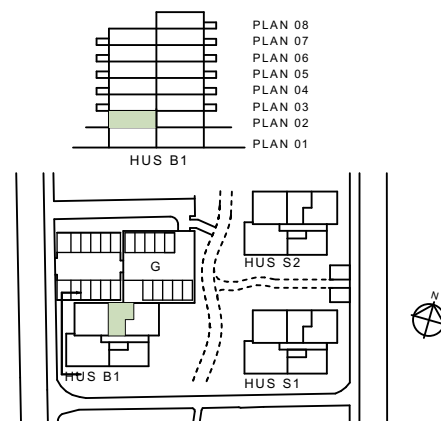 PLAN 08
PLAN 07
PLAN 06
PLAN 05
PLAN 04
PLAN 03
PLAN 02
PLAN 01
HUS B1
HUS S2
G
N
HUS B1
HUS S1